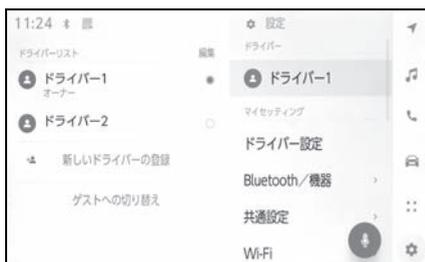 11:24
ドライバーリスト
編集
ドライバー1
オーナー
ドライバー2
新しいドライバーの登録
ゲストへの切り替え
設定
ドライバー
ドライバー1
マイセッティング
ドライバー設定
Bluetooth／機器
共通設定
Wi-Fi